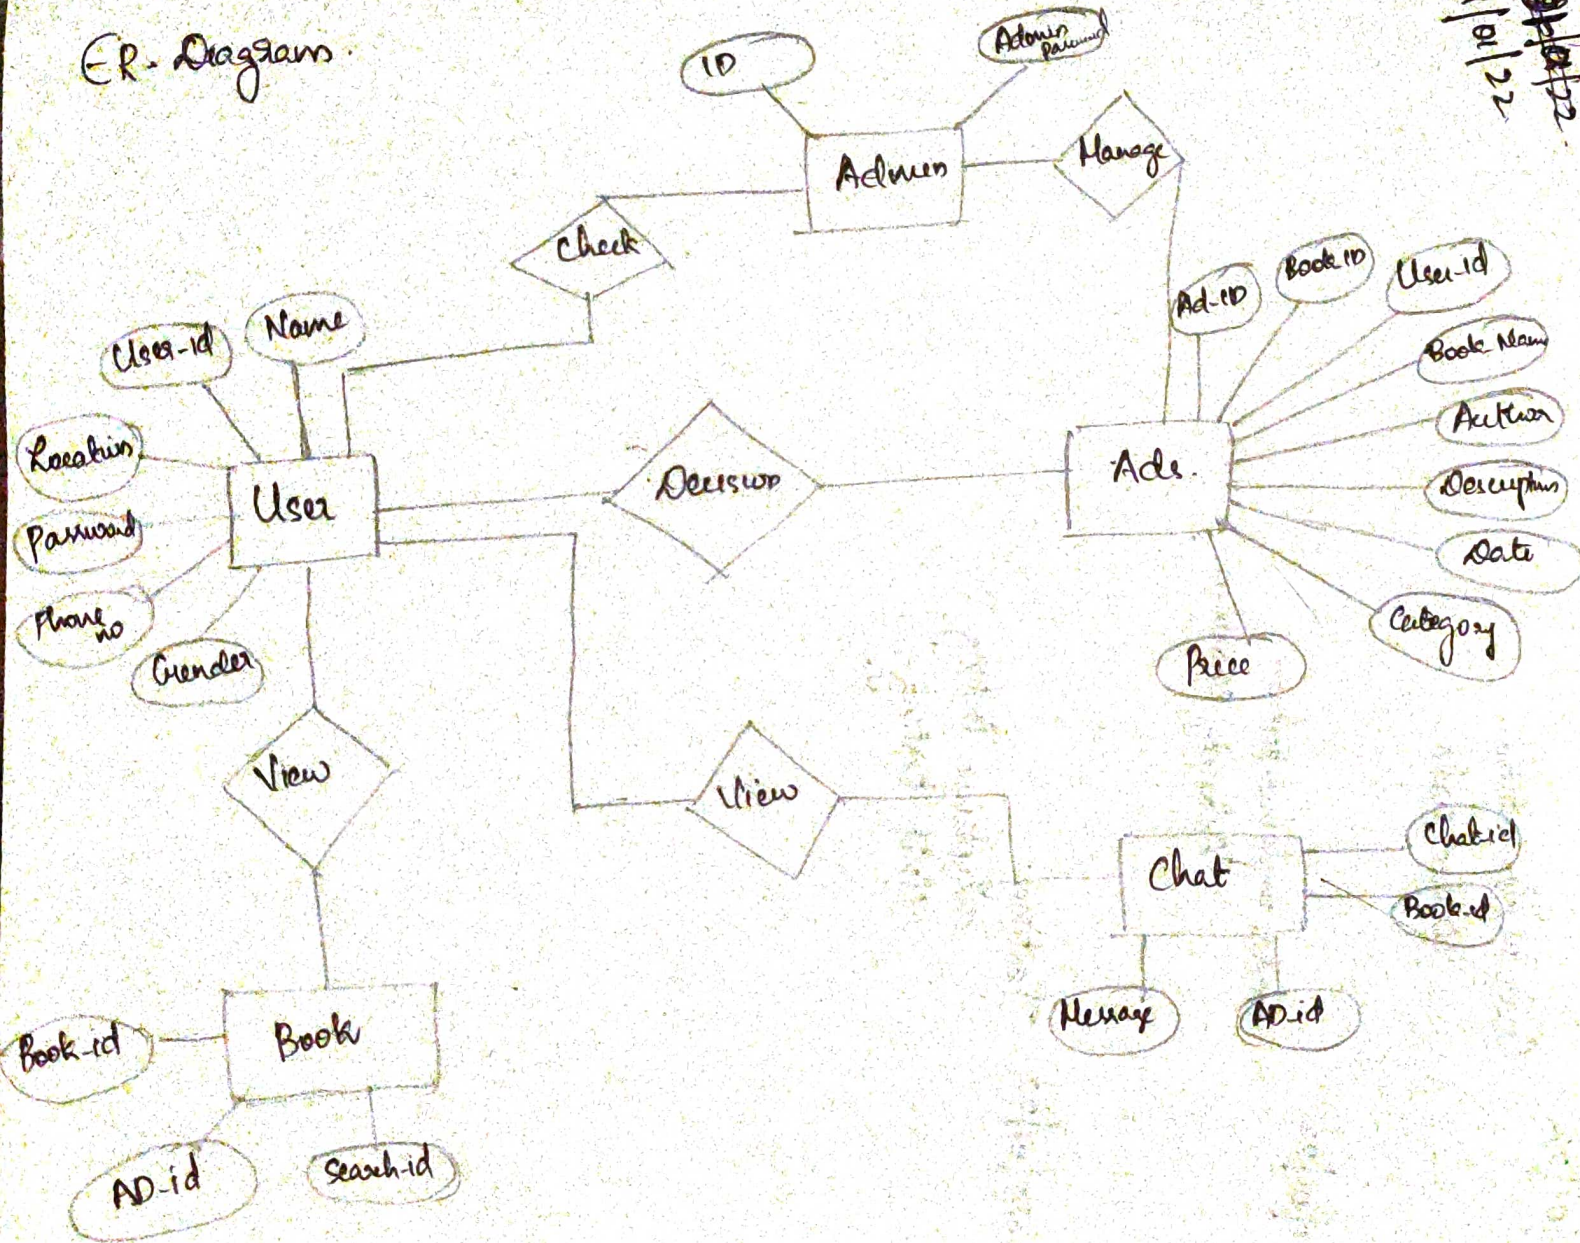 ER-Diagram.
ID
Admin
Password
Admin
Manage
Check
Ad-ID
Book ID
User-id
User-id
Name
Book-Name
Location
Author
User
Decision
Ads.
Description
Password
Date
Phone
no
Category
Gender
Price
View
View
Chat-id
Chat
Book-id
Message
AD-id
Book-id
Book
AD-id
Search-id
01/22